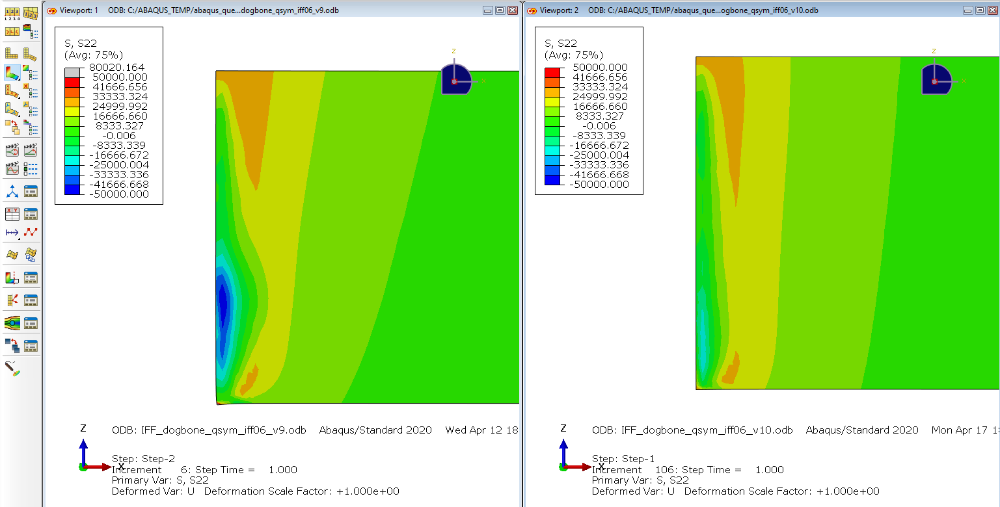 Viewport: 1 ODB: C:/ABAQUS_TEMP/abaqus_que...dogbone_qsym_iff06_v9.odb
S, S22
(Avg: 75%)
80020.164
50000.000
41666.656
33333.324
24999.992
16666.660
8333.327
-0.006
-8333.339
-16666.672
-25000.004
-33333.336
-41666.668
-50000.000
Z
X
Z
X
ODB: IFF_dogbone_qsym_iff06_v9.odb Abaqus/Standard 2020 Wed Apr 12 18
Step: Step-2
Increment 6: Step Time = 1.000
Primary Var: S, S22
Deformed Var: U Deformation Scale Factor: +1.000e+00
Viewport: 2 ODB: C:/ABAQUS_TEMP/abaqus_que...ogbone_qsym_iff06_v10.odb
S, S22
(Avg: 75%)
50000.000
41666.656
33333.324
24999.992
16666.660
8333.327
-0.006
-8333.339
-16666.672
-25000.004
-33333.336
-41666.668
-50000.000
Z
X
Z
X
ODB: IFF_dogbone_qsym_iff06_v10.odb Abaqus/Standard 2020 Mon Apr 17
Step: Step-1
Increment 106: Step Time = 1.000
Primary Var: S, S22
Deformed Var: U Deformation Scale Factor: +1.000e+00